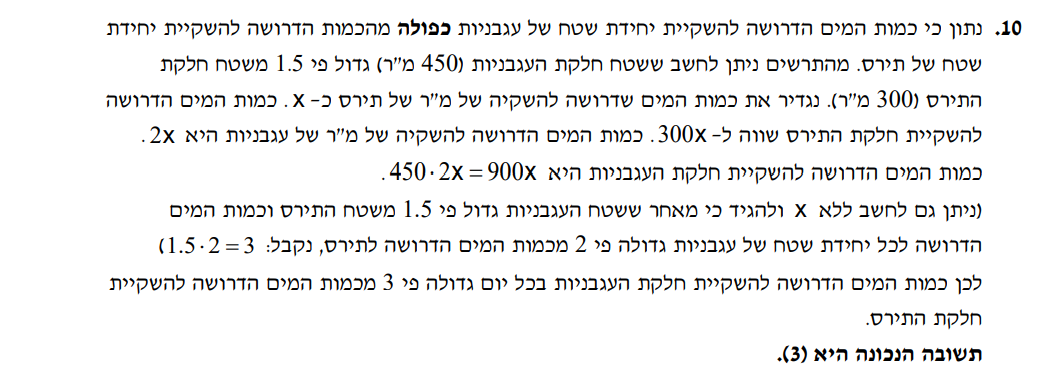 10. נתון כי כמות המים הדרושה להשקיית יחידת שטח של עגבניות כפולה מהכמות הדרושה להשקיית יחידת
שטח של תירס. מהתרשים ניתן לחשב ששטח חלקת העגבניות (450 מ"ר) גדול פי 1.5 משטח חלקת
התירס (300 מ"ר). נגדיר את כמות המים שדרושה להשקיה של מ"ר של תירס כ- x. כמות המים הדרושה
להשקיית חלקת התירס שווה ל- 300x. כמות המים הדרושה להשקיה של מ"ר של עגבניות היא 2x.
כמות המים הדרושה להשקיית חלקת העגבניות היא 450·2x = 900x.
(ניתן גם לחשב ללא x ולהגיד כי מאחר ששטח העגבניות גדול פי 1.5 משטח התירס וכמות המים
הדרושה לכל יחידת שטח של עגבניות גדולה פי 2 מכמות המים הדרושה לתירס, נקבל: 1.5·2 = 3)
לכן כמות המים הדרושה להשקיית חלקת העגבניות בכל יום גדולה פי 3 מכמות המים הדרושה להשקיית
חלקת התירס.
תשובה הנכונה היא (3).